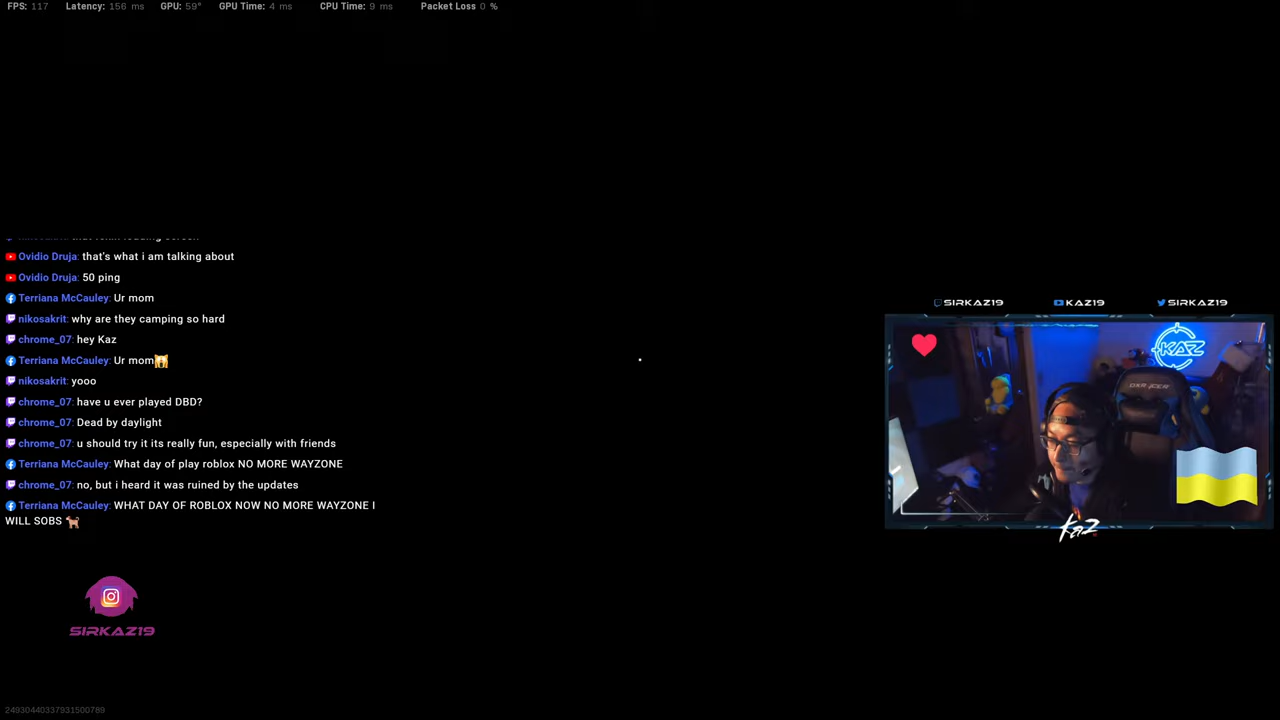 FPS: 117 Latency: 156 ms GPU: 59° GPU Time: 4 ms CPU Time: 9 ms Packet Loss 0 %
Ovidio Druja: that's what i am talking about
Ovidio Druja: 50 ping
Terriana McCauley: Ur mom
nikosakrit: why are they camping so hard
chrome_07: hey Kaz
Terriana McCauley: Ur mom🙀
nikosakrit: yooo
chrome_07: have u ever played DBD?
chrome_07: Dead by daylight
chrome_07: u should try it its really fun, especially with friends
Terriana McCauley: What day of play roblox NO MORE WAYZONE
chrome_07: no, but i heard it was ruined by the updates
Terriana McCauley: WHAT DAY OF ROBLOX NOW NO MORE WAYZONE I
WILL SOBS 🐕
SIRKAZ19 KAZ19 SIRKAZ19
KAZ
DXRACER
KAZ
SIRKAZ19
24930440337931500789